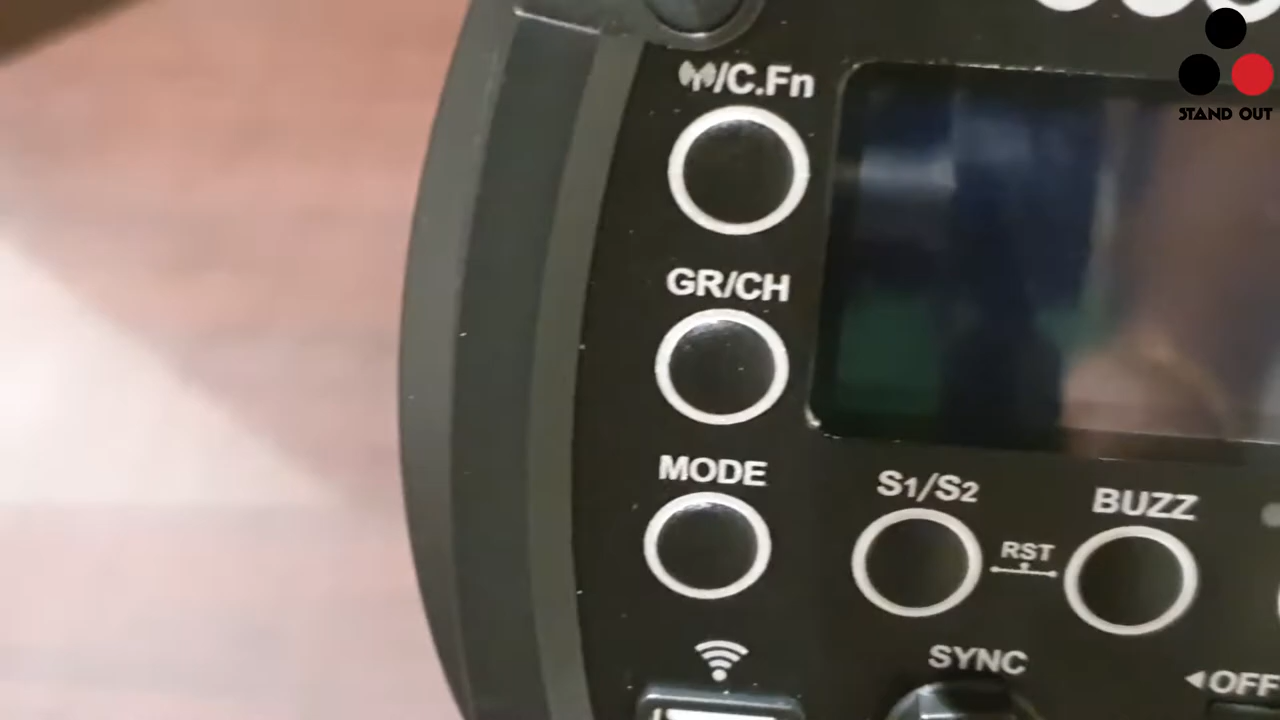 /C.Fn
STAND OUT
GR/CH
MODE
S1/S2
BUZZ
RST
SYNC
◀OFF